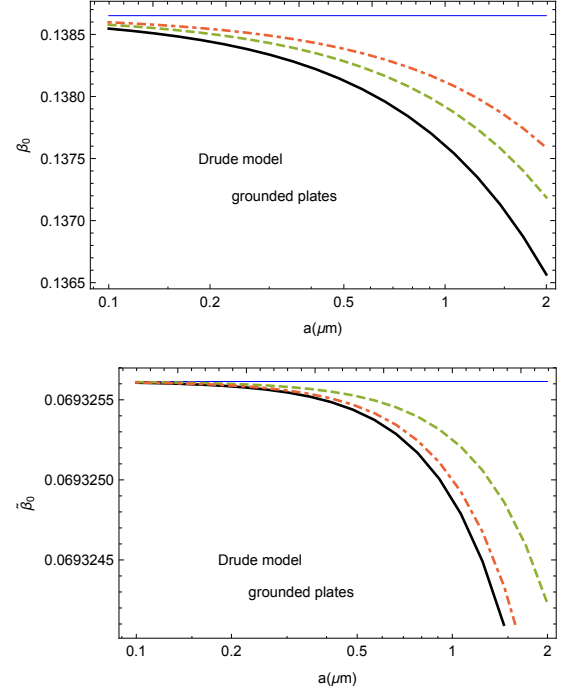 0.1385
0.1380
β₀
0.1375
0.1370
0.1365
Drude model
grounded plates
0.1 0.2 0.5 1 2
a(μm)
0.0693255
0.0693250
β̃₀
0.0693245
Drude model
grounded plates
0.1 0.2 0.5 1 2
a(μm)